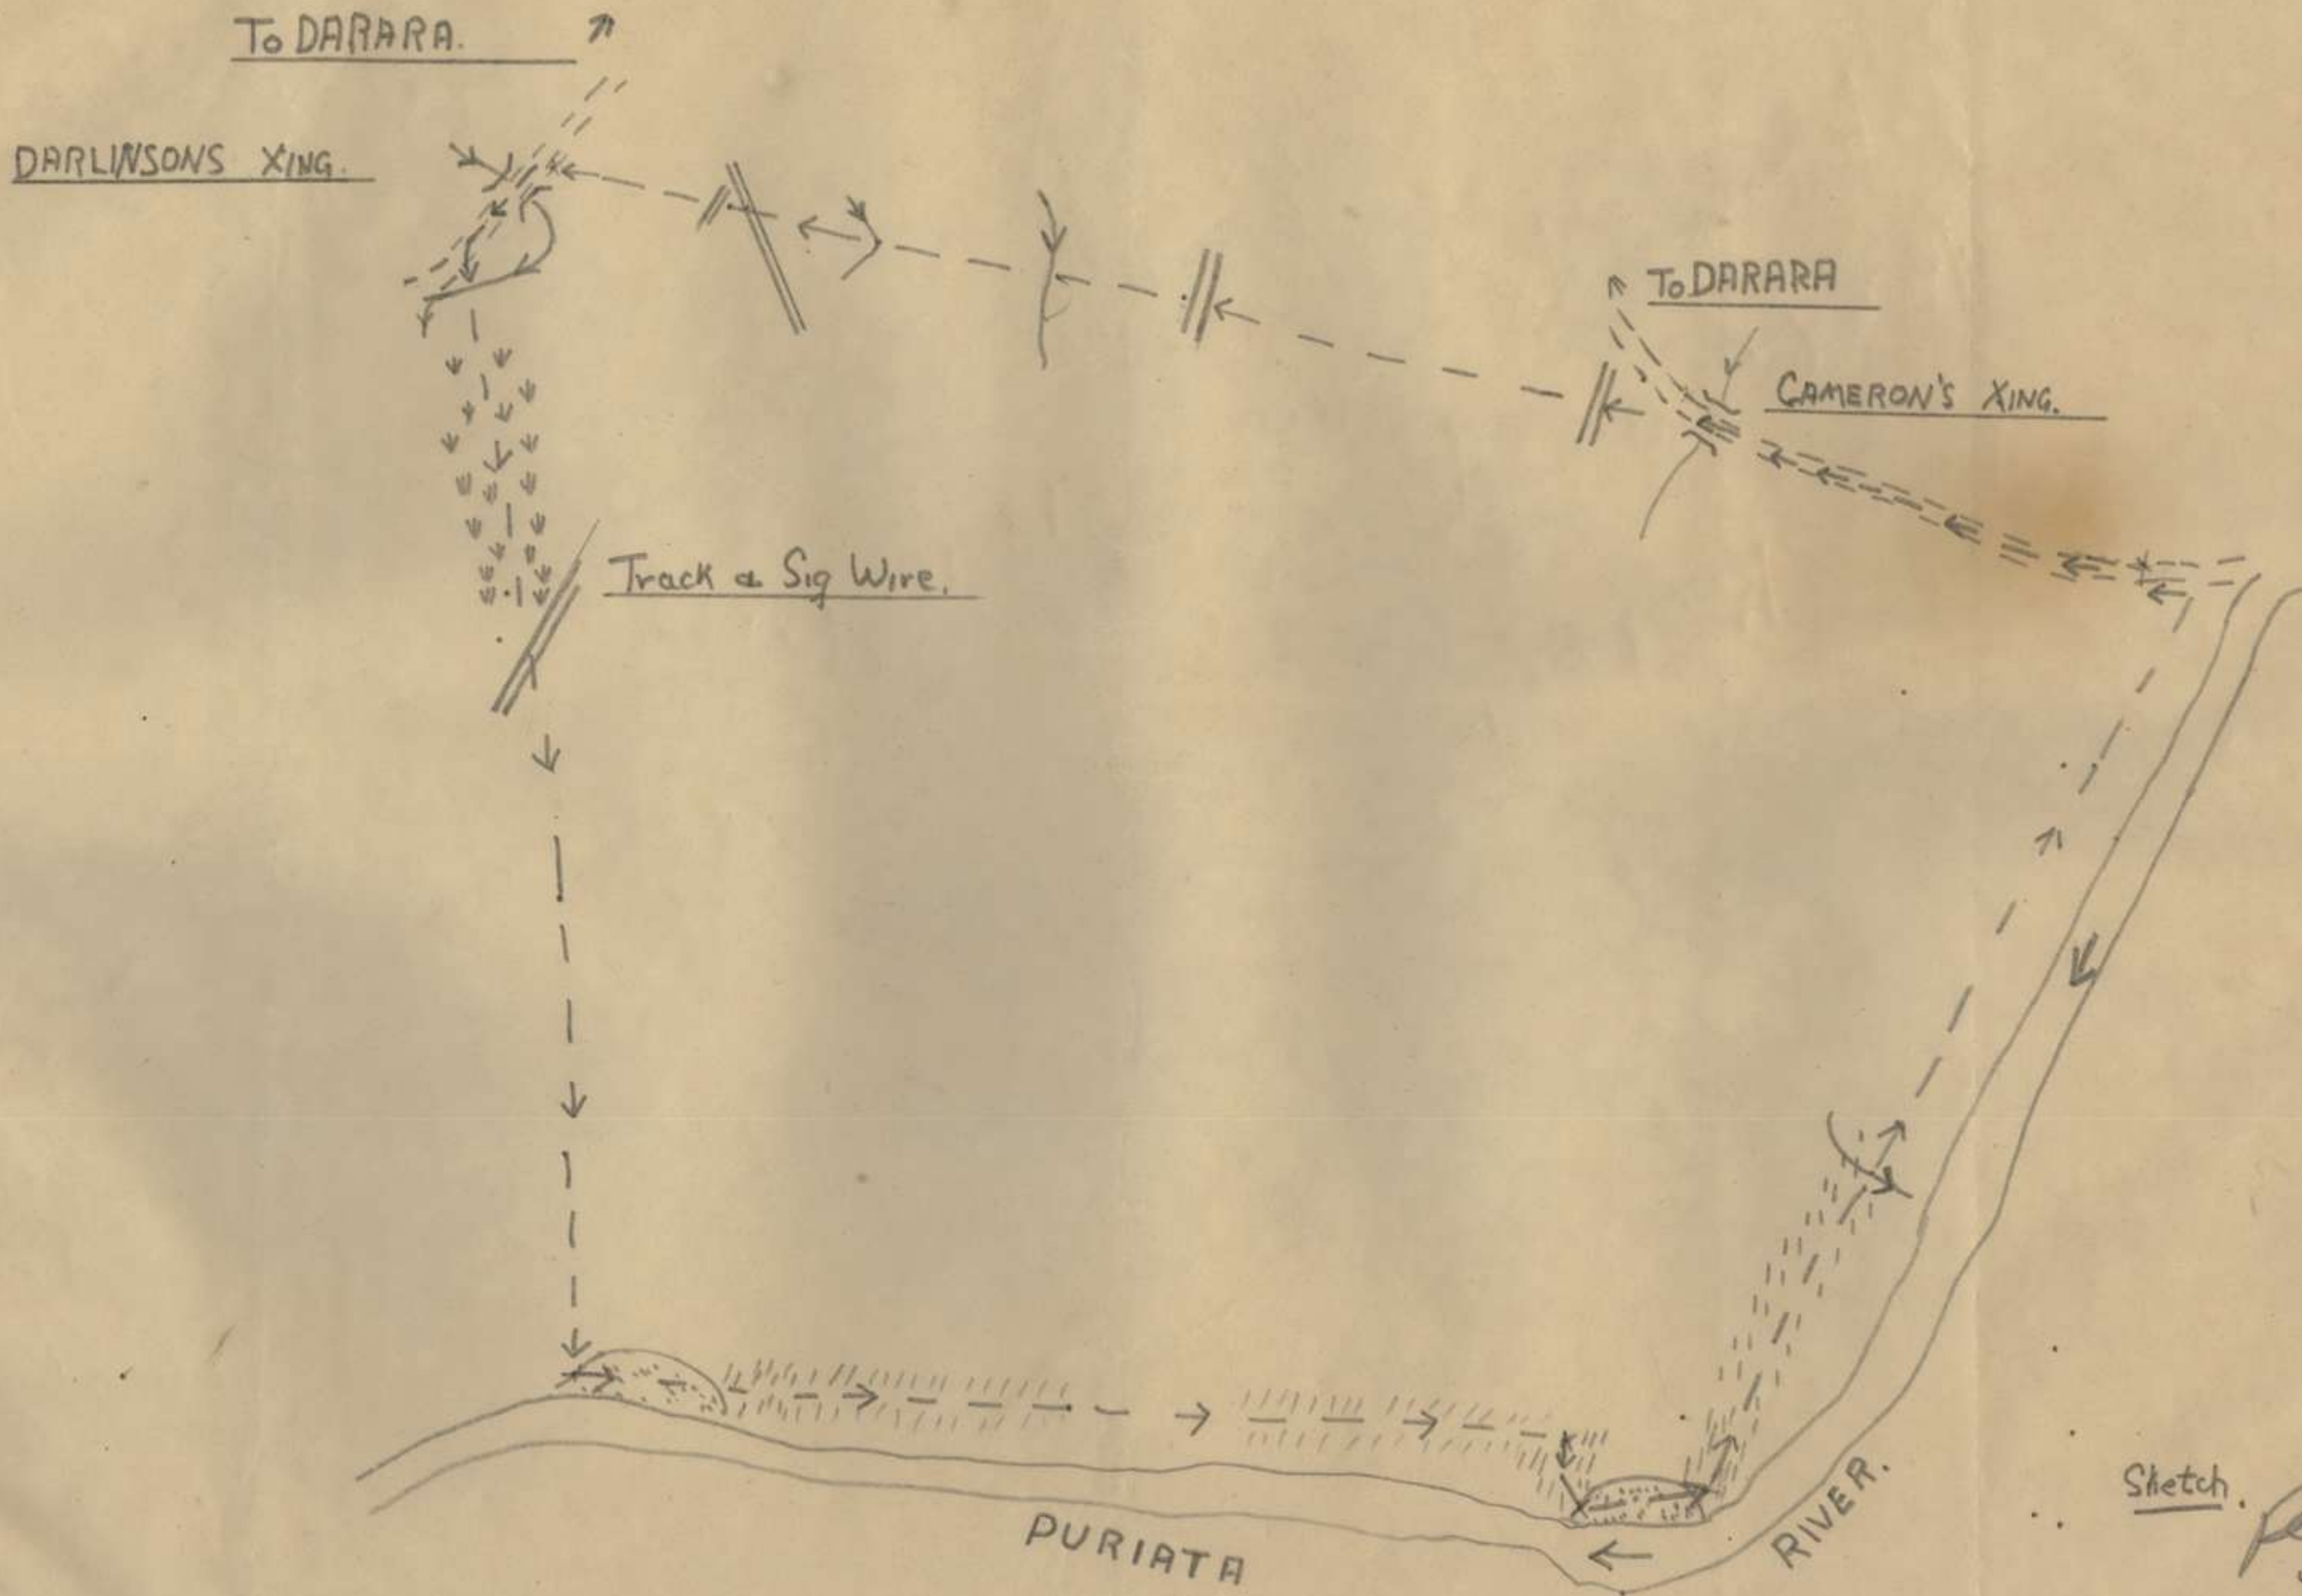 To DARARA.
DARLINSONS XING.
To DARARA
CAMERON'S XING.
Track & Sig Wire.
PURIATA
RIVER.
Sketch.